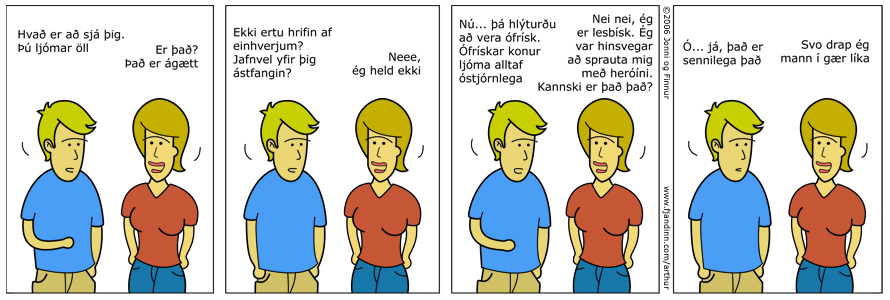 Hvað er að sjá þig.
Þú ljómar öll
Er það?
Það er ágætt
Ekki ertu hrifin af
einhverjum?
Jafnvel yfir þig
ástfangin?
Neee,
ég held ekki
Nú... þá hlýturðu
að vera ófrísk.
Ófrískar konur
ljóma alltaf
óstjórnlega
Nei nei, ég
er lesbísk. Ég
var hinsvegar
að sprauta mig
með heróíni.
Kannski er það það?
©2006 Jonni og Finnur
www.fjandinn.com/arthur
Ó... já, það er
sennilega það
Svo drap ég
mann í gær líka